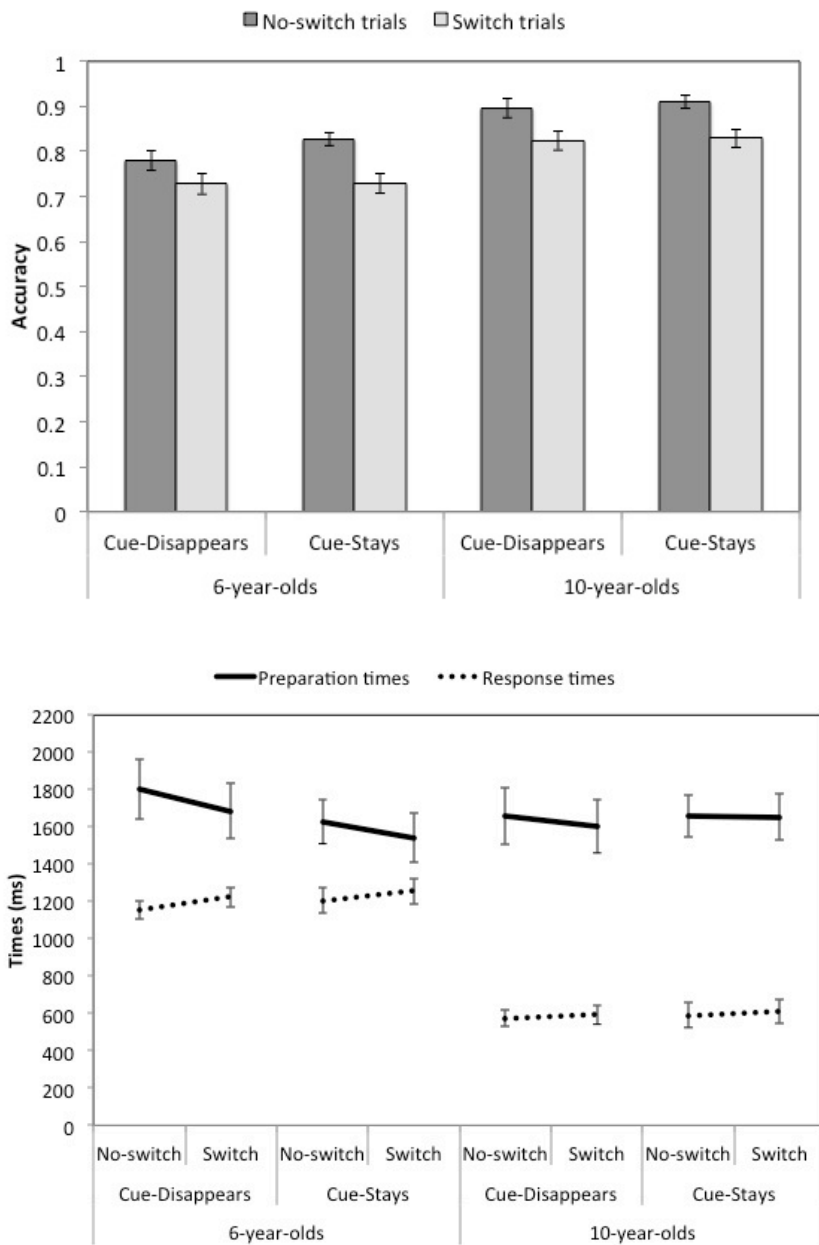 No-switch trials Switch trials
1
0.9
0.8
0.7
0.6
0.5
0.4
0.3
0.2
0.1
0
Accuracy
Cue-Disappears Cue-Stays Cue-Disappears Cue-Stays
6-year-olds 10-year-olds
Preparation times Response times
2200
2000
1800
1600
1400
1200
1000
800
600
400
200
0
Times (ms)
No-switch Switch No-switch Switch No-switch Switch No-switch Switch
Cue-Disappears Cue-Stays Cue-Disappears Cue-Stays
6-year-olds 10-year-olds